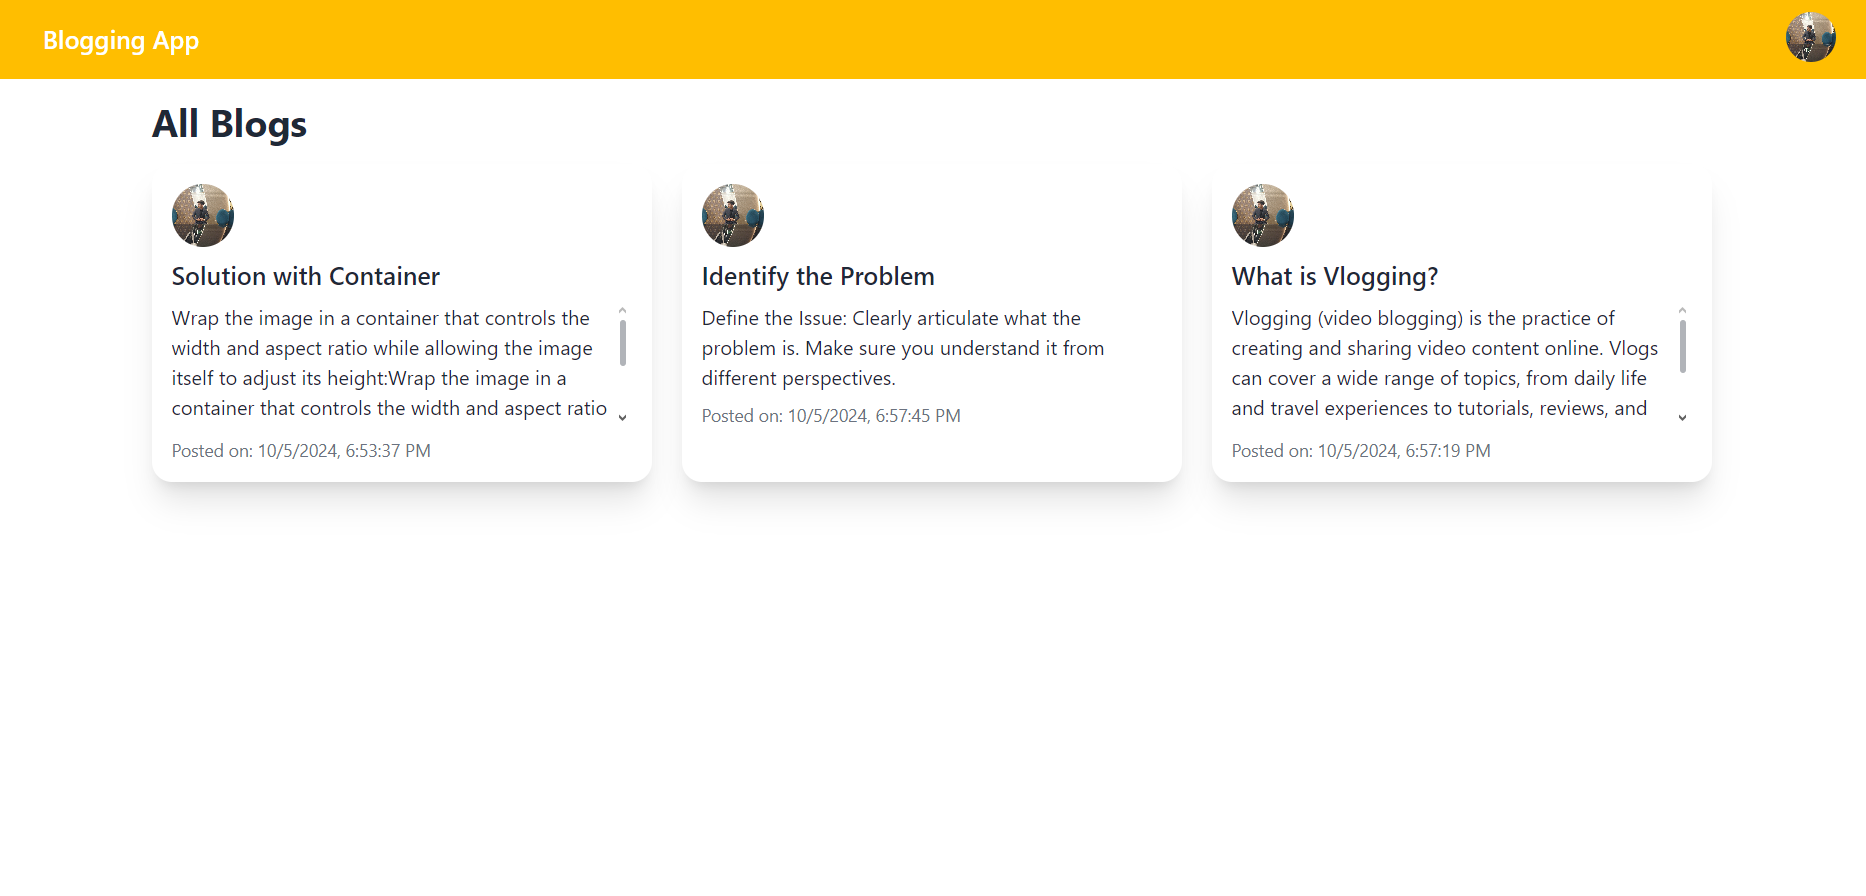 Blogging App
All Blogs
Solution with Container
Wrap the image in a container that controls the
width and aspect ratio while allowing the image
itself to adjust its height:Wrap the image in a
container that controls the width and aspect ratio
Posted on: 10/5/2024, 6:53:37 PM
Identify the Problem
Define the Issue: Clearly articulate what the
problem is. Make sure you understand it from
different perspectives.
Posted on: 10/5/2024, 6:57:45 PM
What is Vlogging?
Vlogging (video blogging) is the practice of
creating and sharing video content online. Vlogs
can cover a wide range of topics, from daily life
and travel experiences to tutorials, reviews, and
Posted on: 10/5/2024, 6:57:19 PM